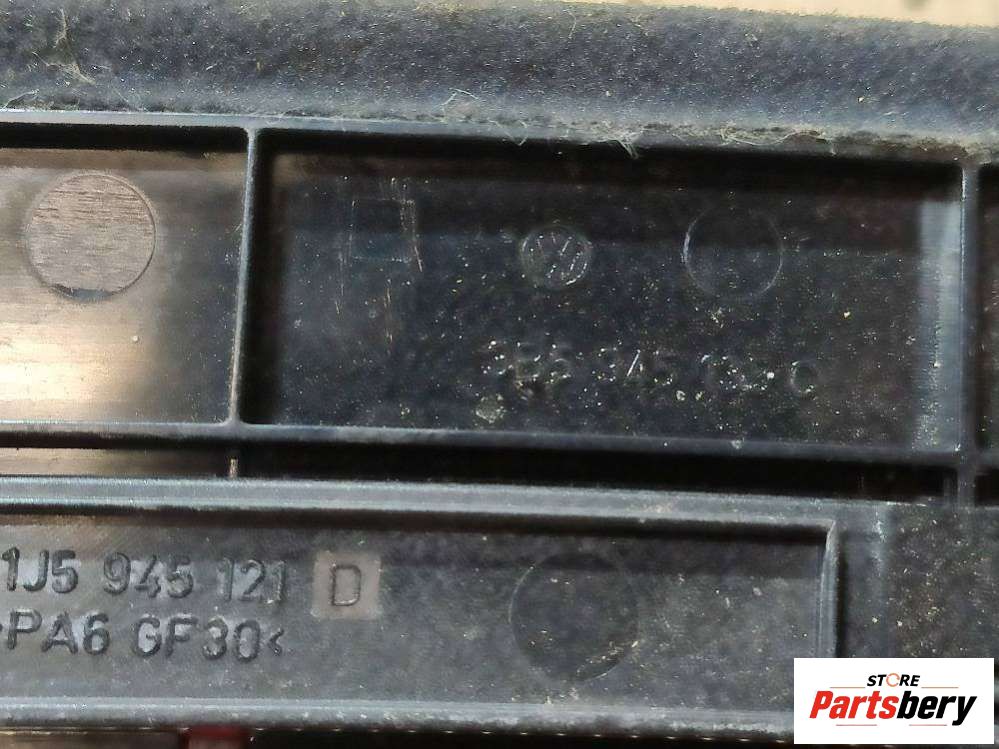 1J5 945 121 D
>PA6 GF30<
STORE
Partsbery